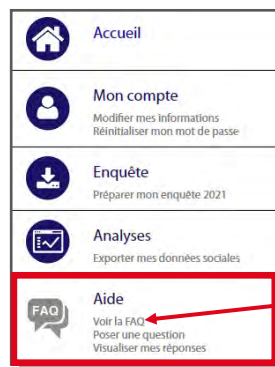 Accueil
Mon compte
Modifier mes informations
Réinitialiser mon mot de passe
Enquête
Préparer mon enquête 2021
Analyses
Exporter mes données sociales
FAQ
Aide
Voir la FAQ
Poser une question
Visualiser mes réponses